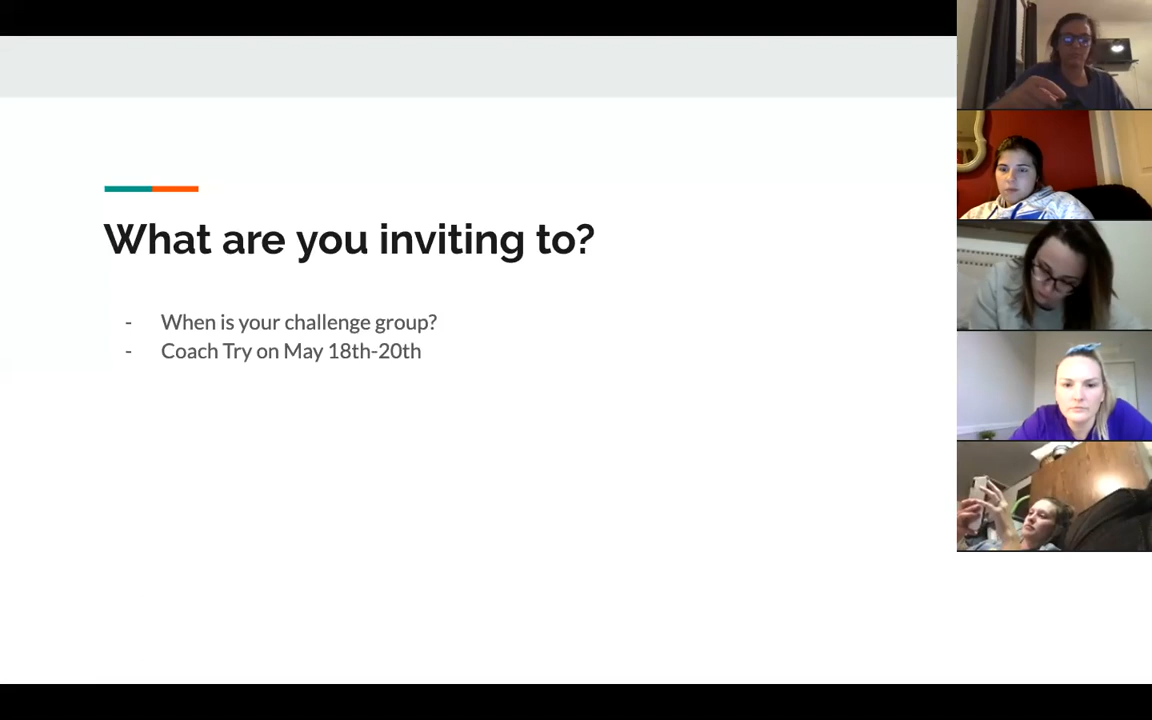 What are you inviting to?
- When is your challenge group?
- Coach Try on May 18th-20th